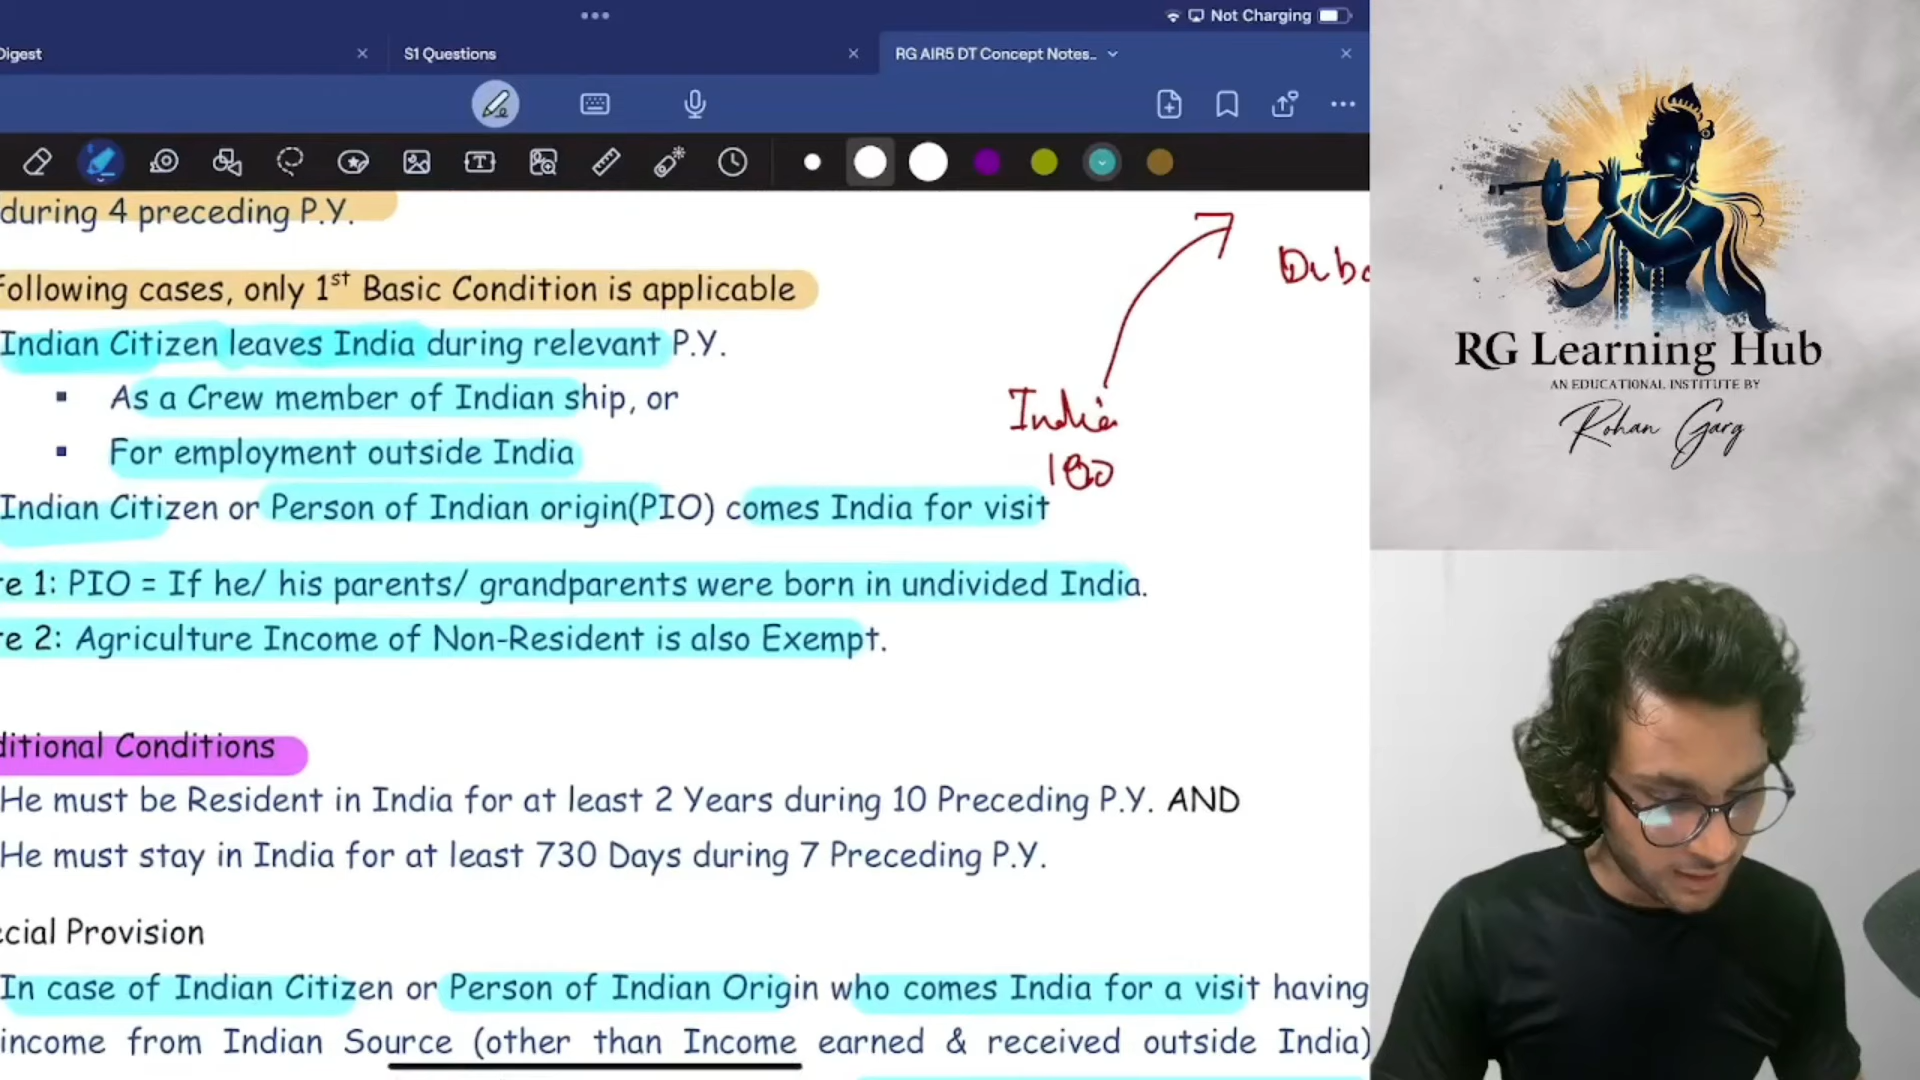 Not Charging
Digest
S1 Questions
RG AIR5 DT Concept Notes..
during 4 preceding P.Y.
following cases, only 1st Basic Condition is applicable
Indian Citizen leaves India during relevant P.Y.
▪ As a Crew member of Indian ship, or
▪ For employment outside India
Indian Citizen or Person of Indian origin(PIO) comes India for visit
India
180
1: PIO = If he/ his parents/ grandparents were born in undivided India.
2: Agriculture Income of Non-Resident is also Exempt.
ditional Conditions
He must be Resident in India for at least 2 Years during 10 Preceding P.Y. AND
He must stay in India for at least 730 Days during 7 Preceding P.Y.
ecial Provision
In case of Indian Citizen or Person of Indian Origin who comes India for a visit having
income from Indian Source (other than Income earned & received outside India)
RG Learning Hub
AN EDUCATIONAL INSTITUTE BY
Rohan Garg